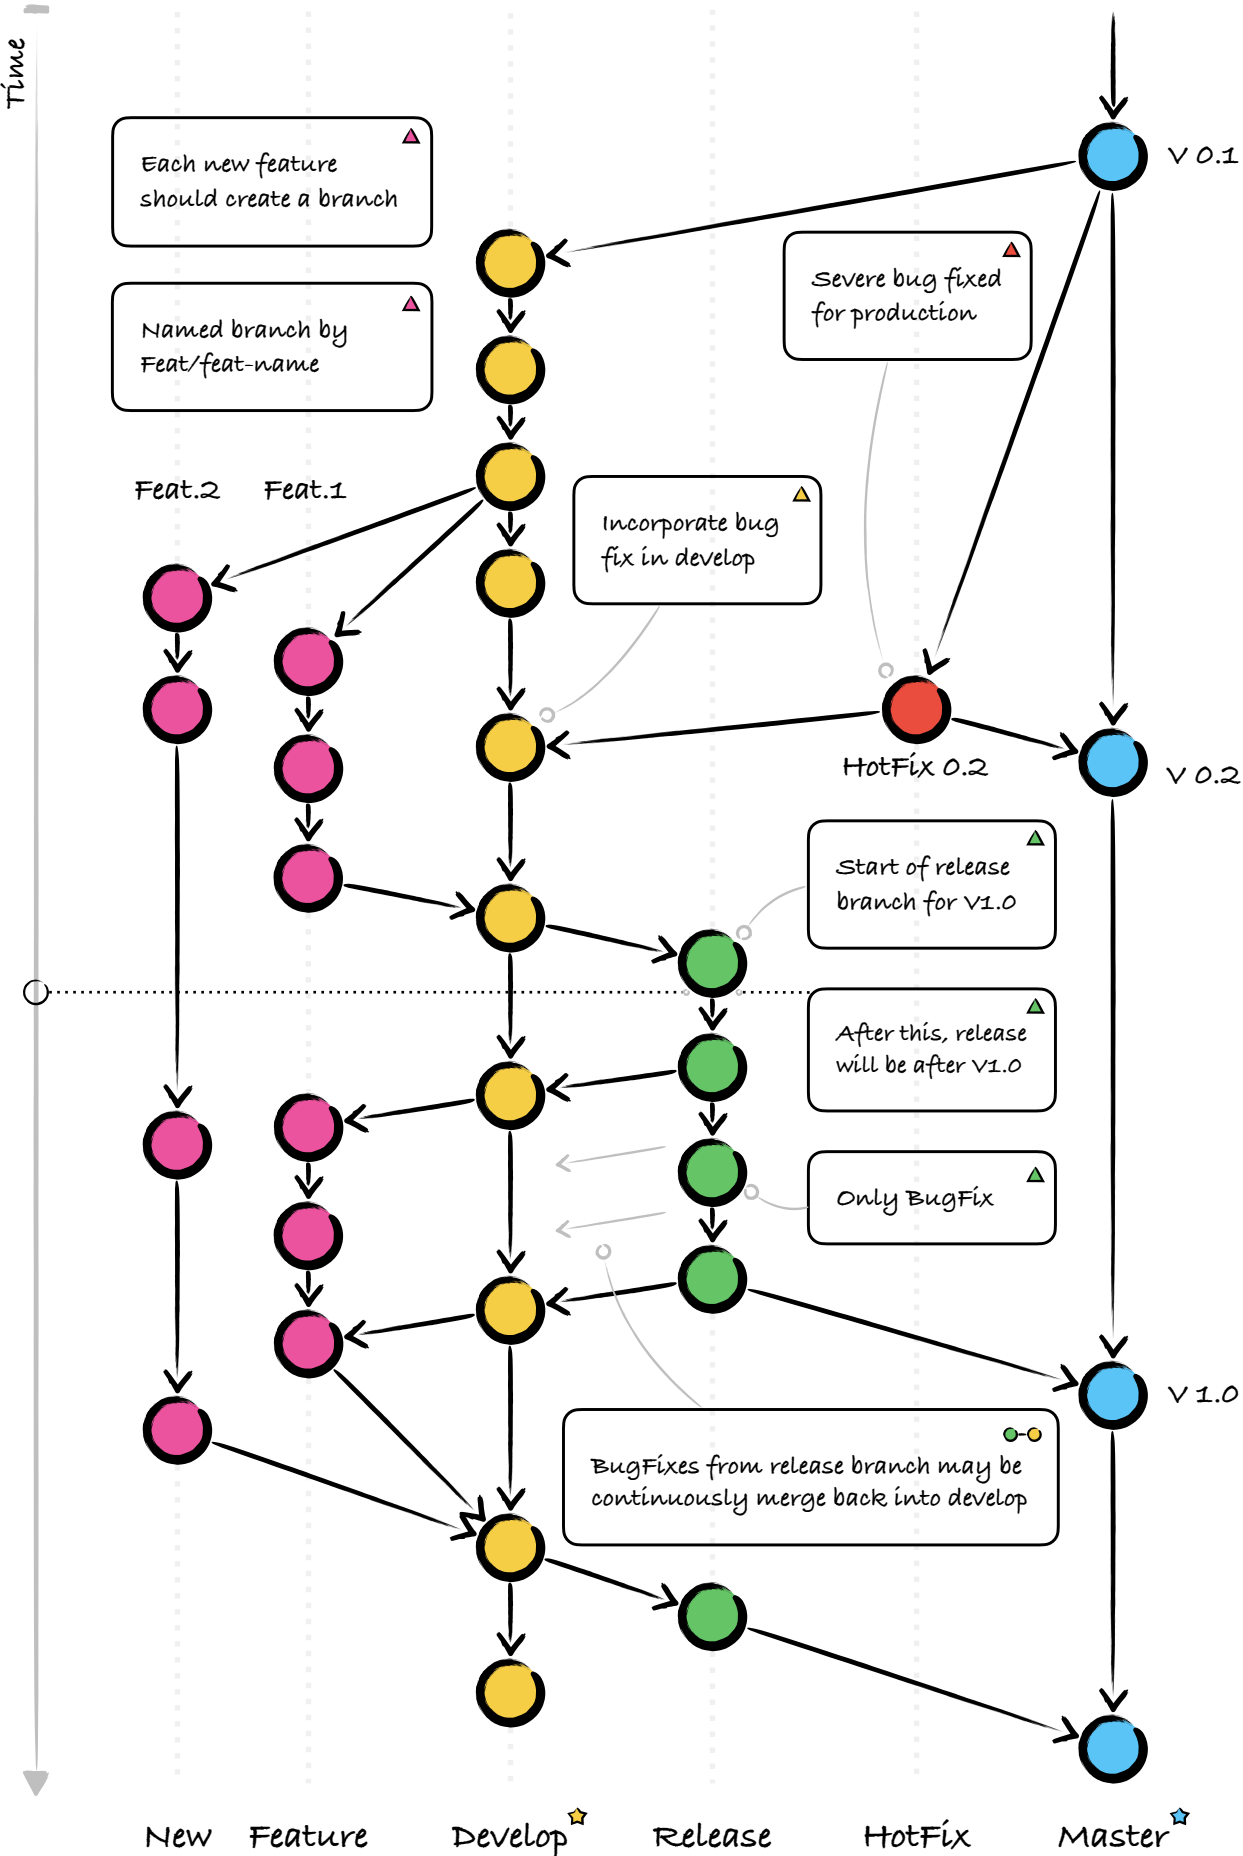 Time
V 0.1
Each new feature
should create a branch
Severe bug fixed
for production
Named branch by
Feat/feat-name
Feat.2
Feat.1
Incorporate bug
fix in develop
HotFix 0.2
V 0.2
Start of release
branch for V1.0
After this, release
will be after V1.0
Only BugFix
V 1.0
BugFixes from release branch may be
continuously merge back into develop
New
Feature
Develop
Release
HotFix
Master